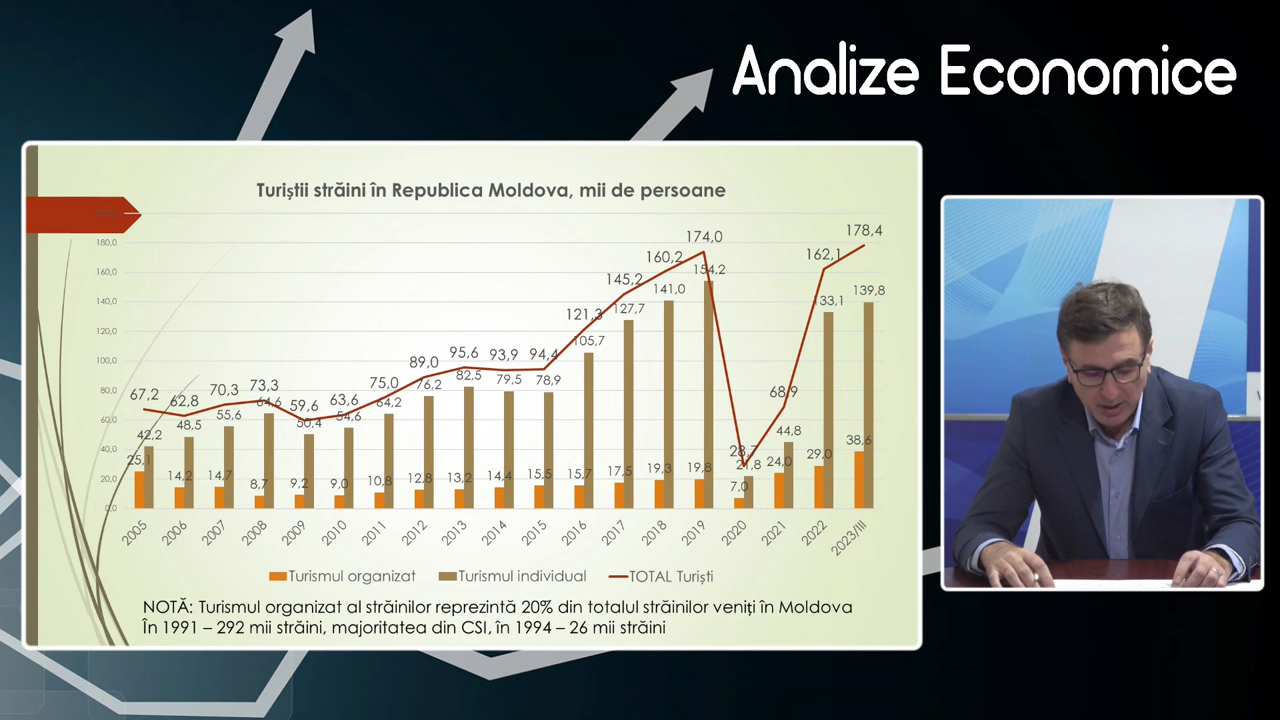 Analize Economice
Turiștii străini în Republica Moldova, mii de persoane
180,0
160,0
140,0
120,0
100,0
80,0
60,0
40,0
20,0
0,0
67,2 62,8 70,3 73,3 59,6 63,6 75,0 89,0 95,6 93,9 94,4 121,3 145,2 160,2 174,0 28,7 68,9 162,1 178,4
42,2 48,5 55,6 64,6 50,4 54,6 64,2 76,2 82,5 79,5 78,9 105,7 127,7 141,0 154,2 21,8 44,8 133,1 139,8
25,1 14,2 14,7 8,7 9,2 9,0 10,8 12,8 13,2 14,4 15,5 15,7 17,5 19,3 19,8 7,0 24,0 29,0 38,6
2005 2006 2007 2008 2009 2010 2011 2012 2013 2014 2015 2016 2017 2018 2019 2020 2021 2022 2023/III
Turismul organizat Turismul individual TOTAL Turiști
NOTĂ: Turismul organizat al străinilor reprezintă 20% din totalul străinilor veniți în Moldova
În 1991 – 292 mii străini, majoritatea din CSI, în 1994 – 26 mii străini